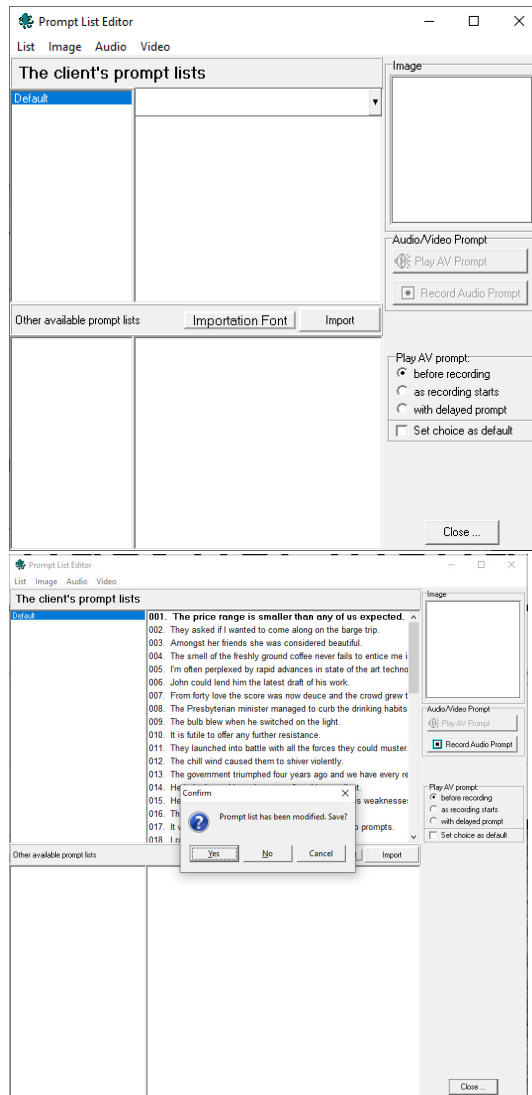 Prompt List Editor
List Image Audio Video
The client's prompt lists
Default
Image
Audio/Video Prompt
Play AV Prompt
Record Audio Prompt
Other available prompt lists
Importation Font
Import
Play AV prompt:
before recording
as recording starts
with delayed prompt
Set choice as default
Close ...
Prompt List Editor
List Image Audio Video
The client's prompt lists
Default
001. The price range is smaller than any of us expected.
002. They asked if I wanted to come along on the barge trip.
003. Amongst her friends she was considered beautiful.
004. The smell of the freshly ground coffee never fails to entice me i
005. I'm often perplexed by rapid advances in state of the art techno
006. John could lend him the latest draft of his work.
007. From forty love the score was now deuce and the crowd grew t
008. The Presbyterian minister managed to curb the drinking habits
009. The bulb blew when he switched on the light.
010. It is futile to offer any further resistance.
011. They launched into battle with all the forces they could muster.
012. The chill wind caused them to shiver violently.
013. The government triumphed four years ago and we have every re
014. He
015. He s weaknesse
016. Th
017. It prompts.
018.
Confirm
Prompt list has been modified. Save?
Yes
No
Cancel
Image
Audio/Video Prompt
Play AV Prompt
Record Audio Prompt
Play AV prompt:
before recording
as recording starts
with delayed prompt
Set choice as default
Other available prompt lists
Import
Close ...